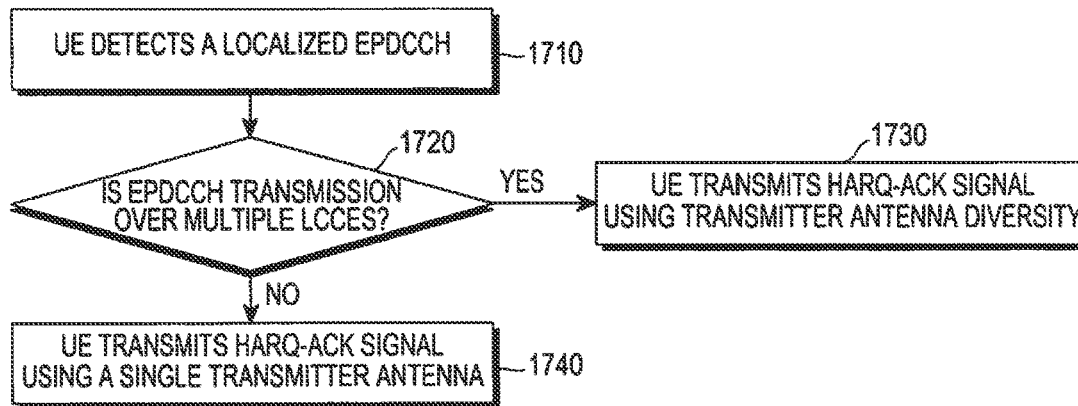 UE DETECTS A LOCALIZED EPDCCH
1710
1720
IS EPDCCH TRANSMISSION
OVER MULTIPLE LCCES?
YES
1730
UE TRANSMITS HARQ-ACK SIGNAL
USING TRANSMITTER ANTENNA DIVERSITY
NO
UE TRANSMITS HARQ-ACK SIGNAL
USING A SINGLE TRANSMITTER ANTENNA
1740